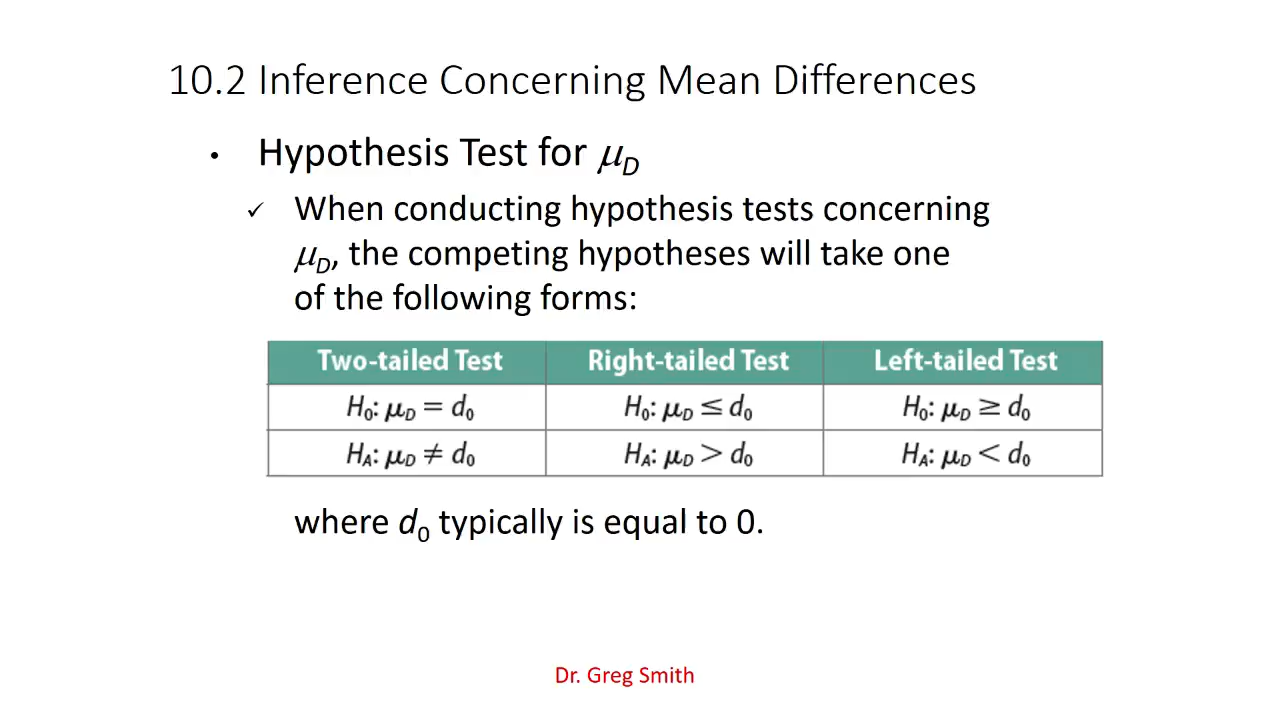 10.2 Inference Concerning Mean Differences
• Hypothesis Test for μD
✓ When conducting hypothesis tests concerning
μD, the competing hypotheses will take one
of the following forms:
Two-tailed Test Right-tailed Test Left-tailed Test
H0: μD = d0 H0: μD ≤ d0 H0: μD ≥ d0
HA: μD ≠ d0 HA: μD > d0 HA: μD < d0
where d0 typically is equal to 0.
Dr. Greg Smith